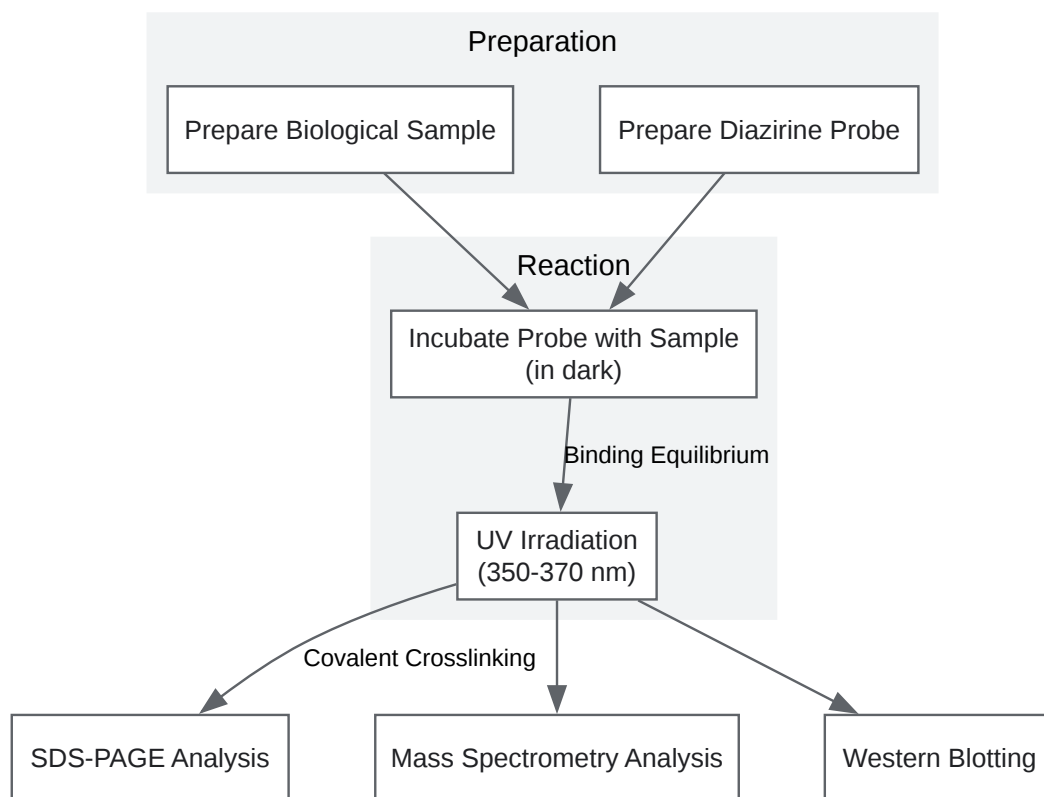 Preparation
Prepare Biological Sample
Prepare Diazirine Probe
Reaction
Incubate Probe with Sample
(in dark)
Binding Equilibrium
UV Irradiation
(350-370 nm)
Covalent Crosslinking
SDS-PAGE Analysis
Mass Spectrometry Analysis
Western Blotting